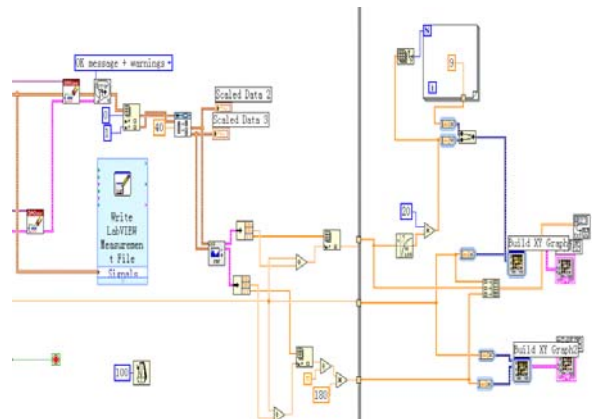 OK message + warnings
N
9
i
Scaled Data 2
Scaled Data 3
40
20
Write
LabVIEW
Measuremen
t File
Signals
Build XY Graph
Build XY Graph2
100
180